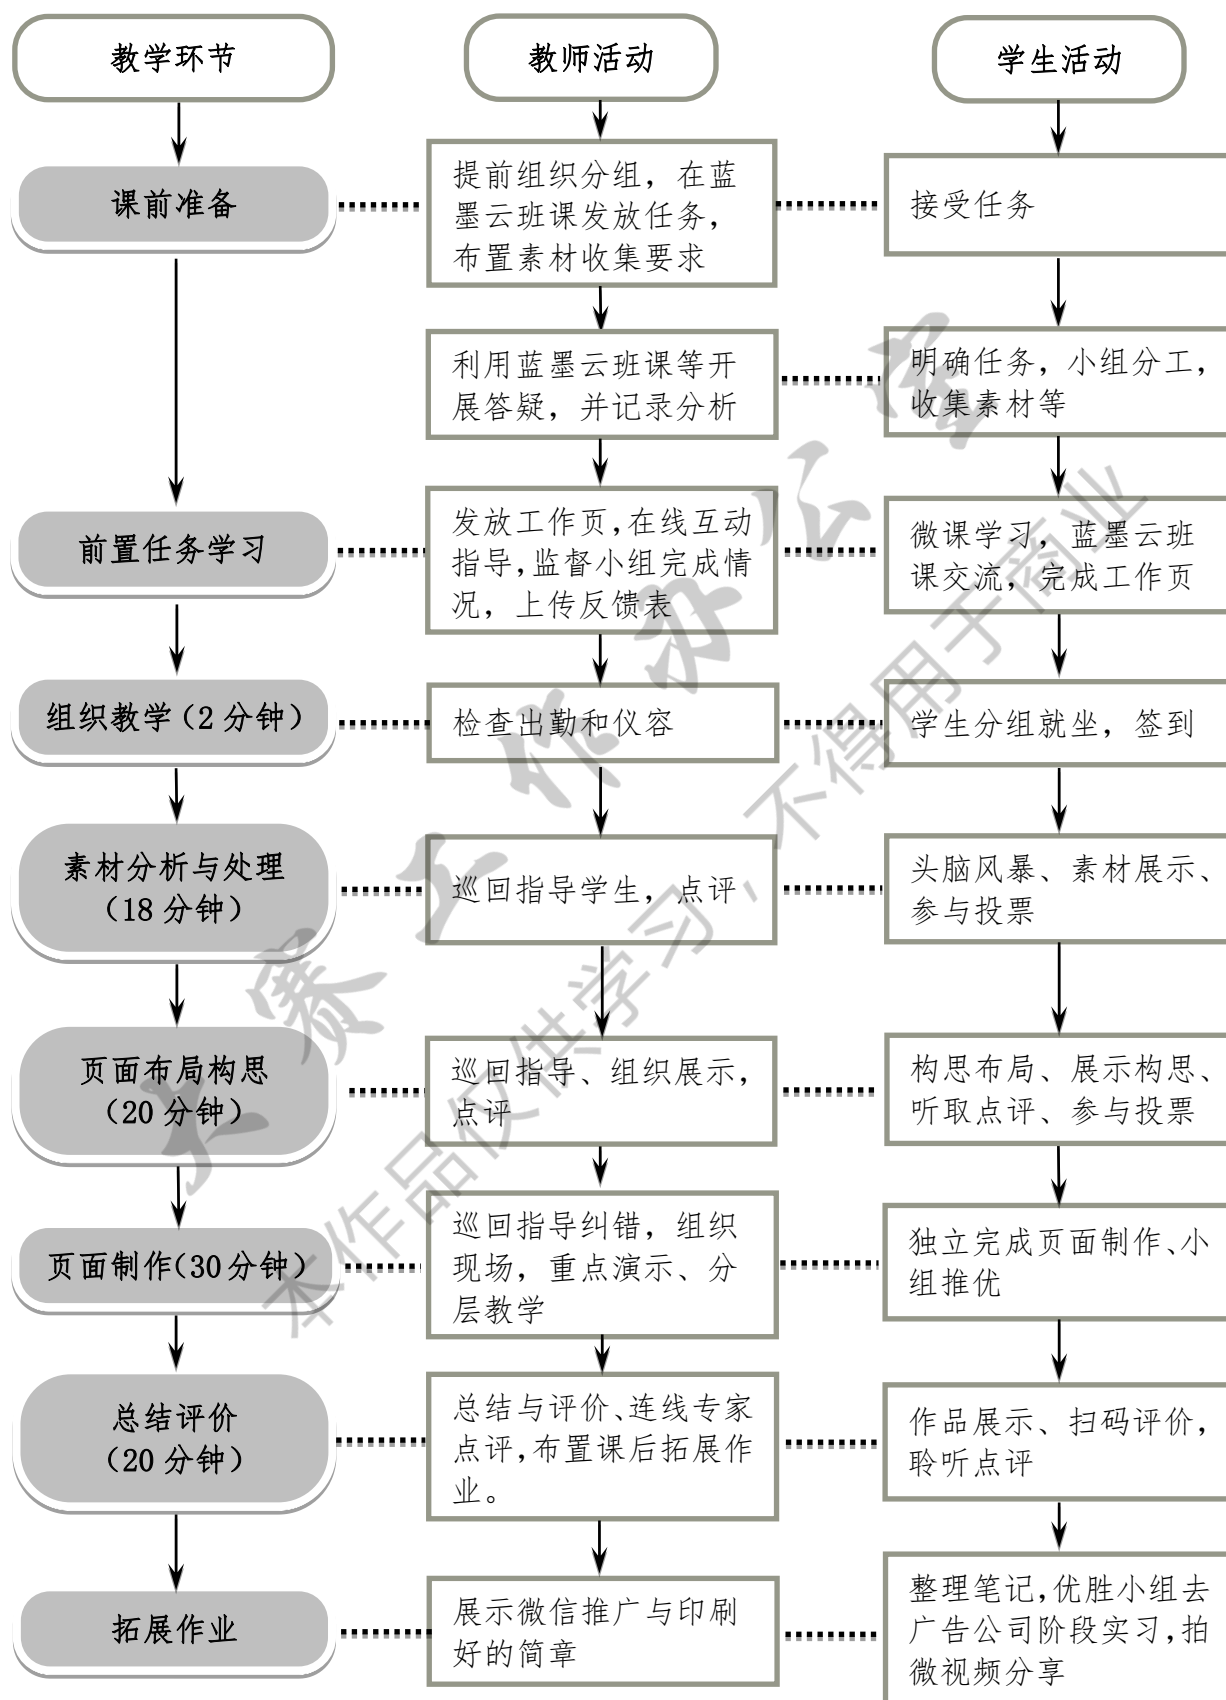 教学环节
教师活动
学生活动
课前准备
提前组织分组，在蓝
墨云班课发放任务，
布置素材收集要求
接受任务
利用蓝墨云班课等开
展答疑，并记录分析
明确任务，小组分工，
收集素材等
前置任务学习
发放工作页，在线互动
指导，监督小组完成情
况，上传反馈表
微课学习，蓝墨云班
课交流，完成工作页
组织教学（2 分钟）
检查出勤和仪容
学生分组就坐，签到
素材分析与处理
（18 分钟）
巡回指导学生，点评
头脑风暴、素材展示、
参与投票
页面布局构思
（20 分钟）
巡回指导、组织展示，
点评
构思布局、展示构思、
听取点评、参与投票
页面制作（30 分钟）
巡回指导纠错，组织
现场，重点演示、分
层教学
独立完成页面制作、小
组推优
总结评价
（20 分钟）
总结与评价、连线专家
点评，布置课后拓展作
业。
作品展示、扫码评价，
聆听点评
拓展作业
展示微信推广与印刷
好的简章
整理笔记，优胜小组去
广告公司阶段实习，拍
微视频分享
大赛工作办公室
本作品仅供学习，不得用于商业